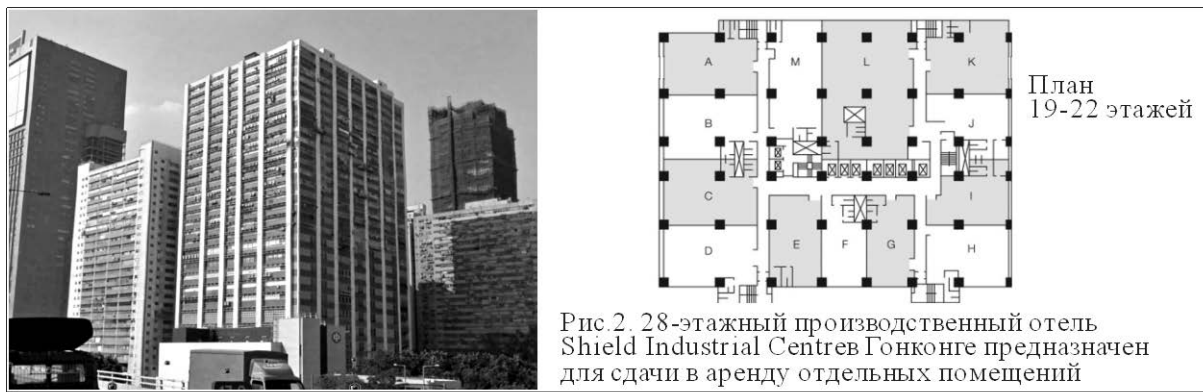 A
M
L
K
B
J
C
I
D
E
F
G
H
План
19-22 этажей
Рис.2. 28-этажный производственный отель
Shield Industrial Centreв Гонконге предназначен
для сдачи в аренду отдельных помещений